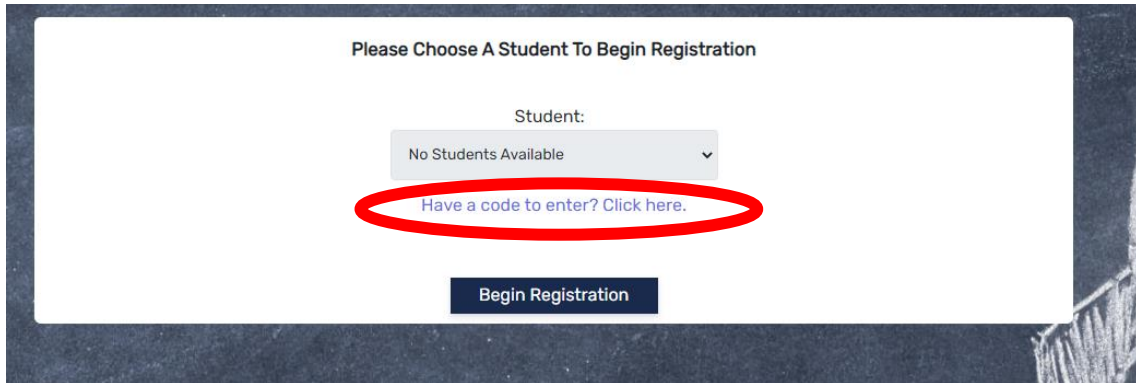 Please Choose A Student To Begin Registration
Student:
No Students Available
Have a code to enter? Click here.
Begin Registration